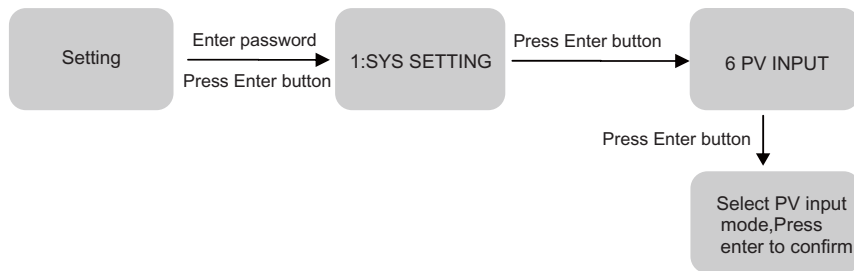 Setting
Enter password
Press Enter button
1:SYS SETTING
Press Enter button
6 PV INPUT
Press Enter button
Select PV input
mode,Press
enter to confirm